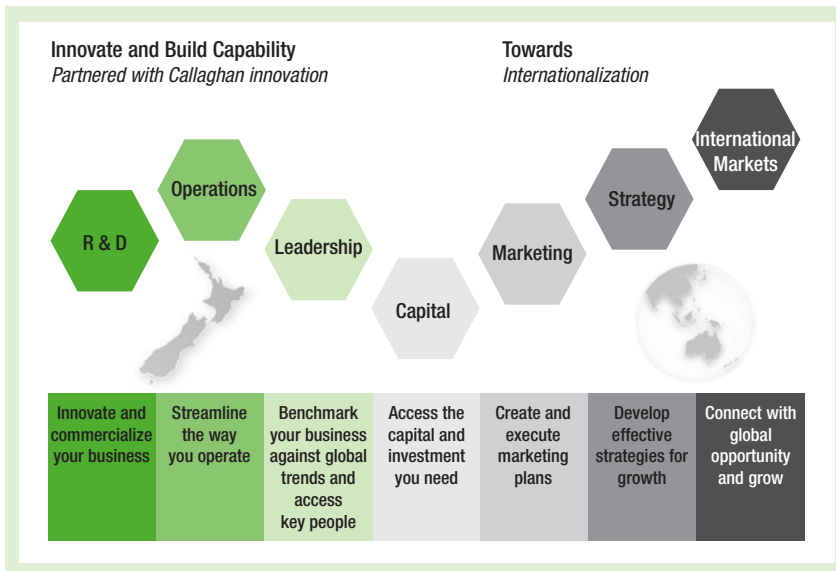 Innovate and Build Capability
Partnered with Callaghan innovation
Towards
Internationalization
R & D
Operations
Leadership
Capital
Marketing
Strategy
International
Markets
Innovate and
commercialize
your business
Streamline
the way
you operate
Benchmark
your business
against global
trends and
access
key people
Access the
capital and
investment
you need
Create and
execute
marketing
plans
Develop
effective
strategies for
growth
Connect with
global
opportunity
and grow